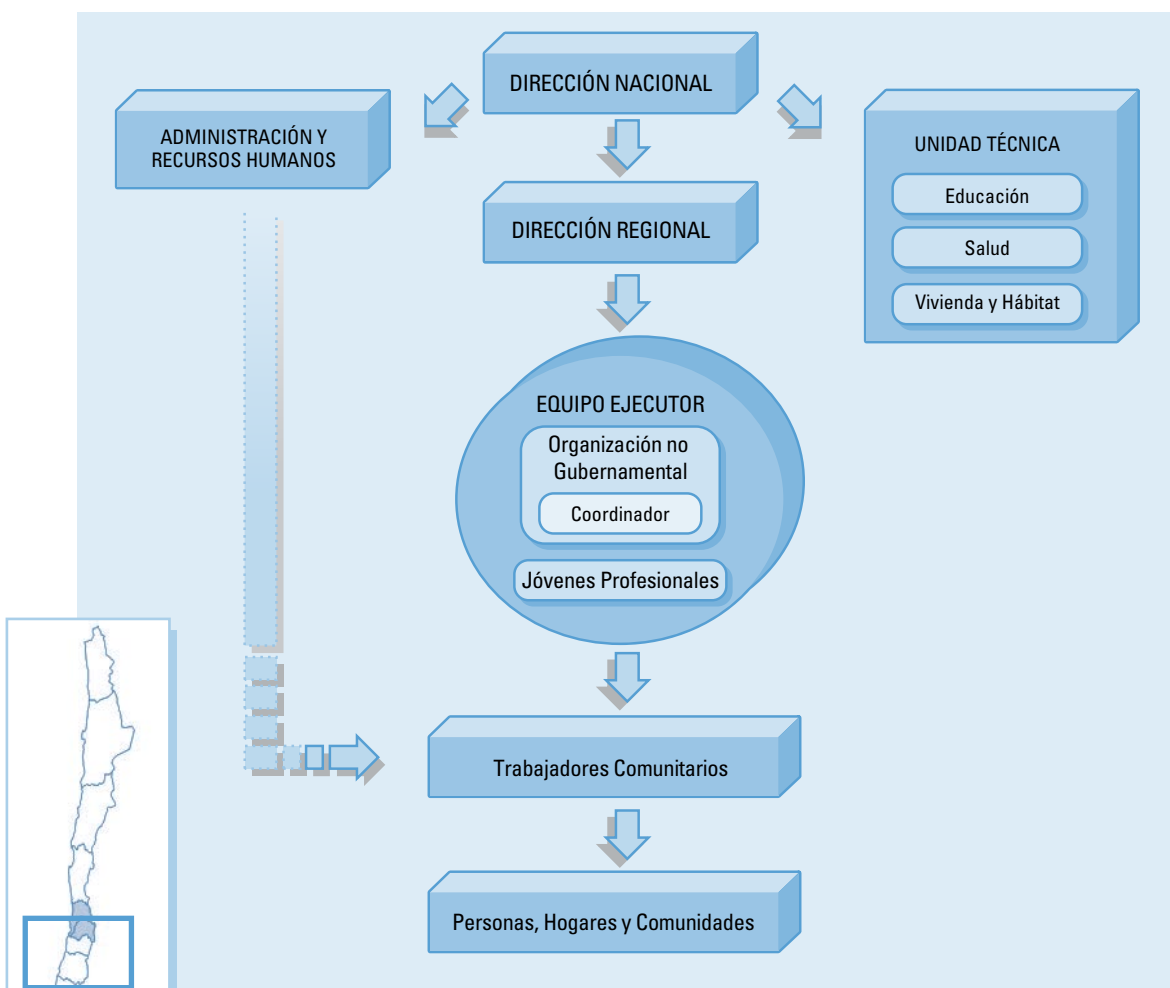 DIRECCIÓN NACIONAL
ADMINISTRACIÓN Y
RECURSOS HUMANOS
UNIDAD TÉCNICA
Educación
Salud
Vivienda y Hábitat
DIRECCIÓN REGIONAL
EQUIPO EJECUTOR
Organización no
Gubernamental
Coordinador
Jóvenes Profesionales
Trabajadores Comunitarios
Personas, Hogares y Comunidades